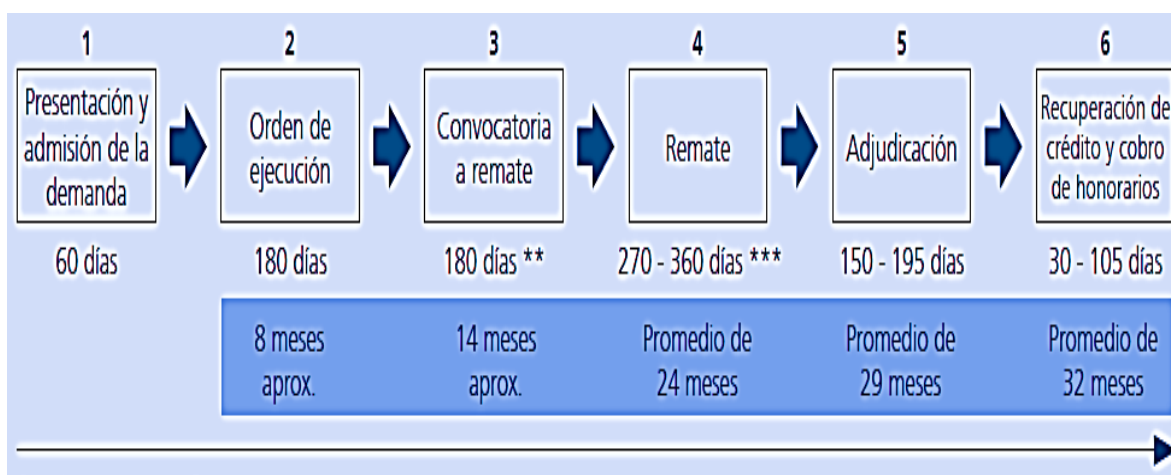 1
Presentación y
admisión de la
demanda
60 días
2
Orden de
ejecución
180 días
8 meses
aprox.
3
Convocatoria
a remate
180 días **
14 meses
aprox.
4
Remate
270 - 360 días ***
Promedio de
24 meses
5
Adjudicación
150 - 195 días
Promedio de
29 meses
6
Recuperación de
crédito y cobro
de honorarios
30 - 105 días
Promedio de
32 meses